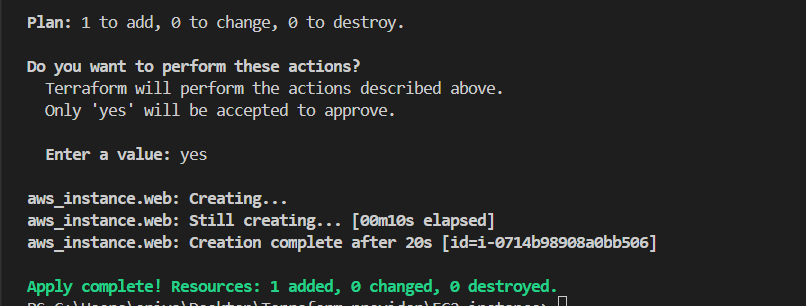 Plan: 1 to add, 0 to change, 0 to destroy.
Do you want to perform these actions?
Terraform will perform the actions described above.
Only 'yes' will be accepted to approve.
Enter a value: yes
aws_instance.web: Creating...
aws_instance.web: Still creating... [00m10s elapsed]
aws_instance.web: Creation complete after 20s [id=i-0714b98908a0bb506]
Apply complete! Resources: 1 added, 0 changed, 0 destroyed.